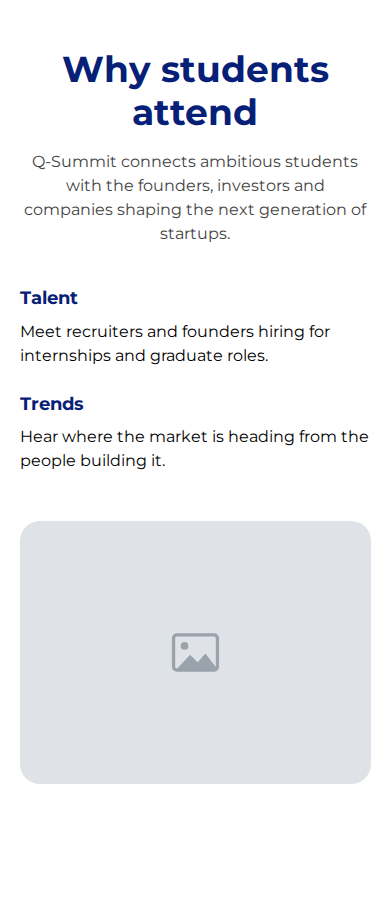 Why students
attend
Q-Summit connects ambitious students
with the founders, investors and
companies shaping the next generation of
startups.
Talent
Meet recruiters and founders hiring for
internships and graduate roles.
Trends
Hear where the market is heading from the
people building it.